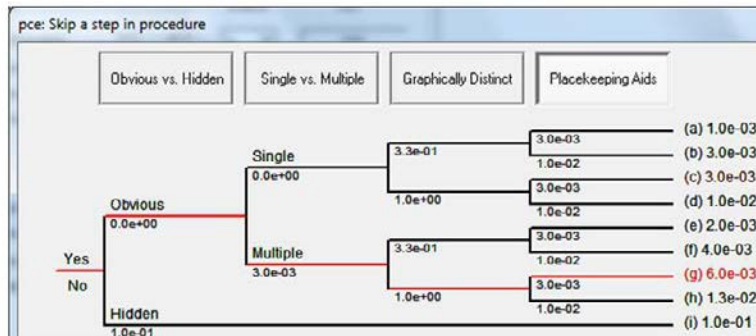 pce: Skip a step in procedure
Obvious vs. Hidden Single vs. Multiple Graphically Distinct Placekeeping Aids
(a) 1.0e-03
3.0e-03
3.3e-01
Single
(b) 3.0e-03
1.0e-02
0.0e+00
(c) 3.0e-03
3.0e-03
1.0e+00
(d) 1.0e-02
1.0e-02
Obvious
0.0e+00
(e) 2.0e-03
3.0e-03
3.3e-01
Multiple
(f) 4.0e-03
1.0e-02
3.0e-03
Yes
(g) 6.0e-03
3.0e-03
1.0e+00
No
(h) 1.3e-02
1.0e-02
Hidden
(i) 1.0e-01
1.0e-01